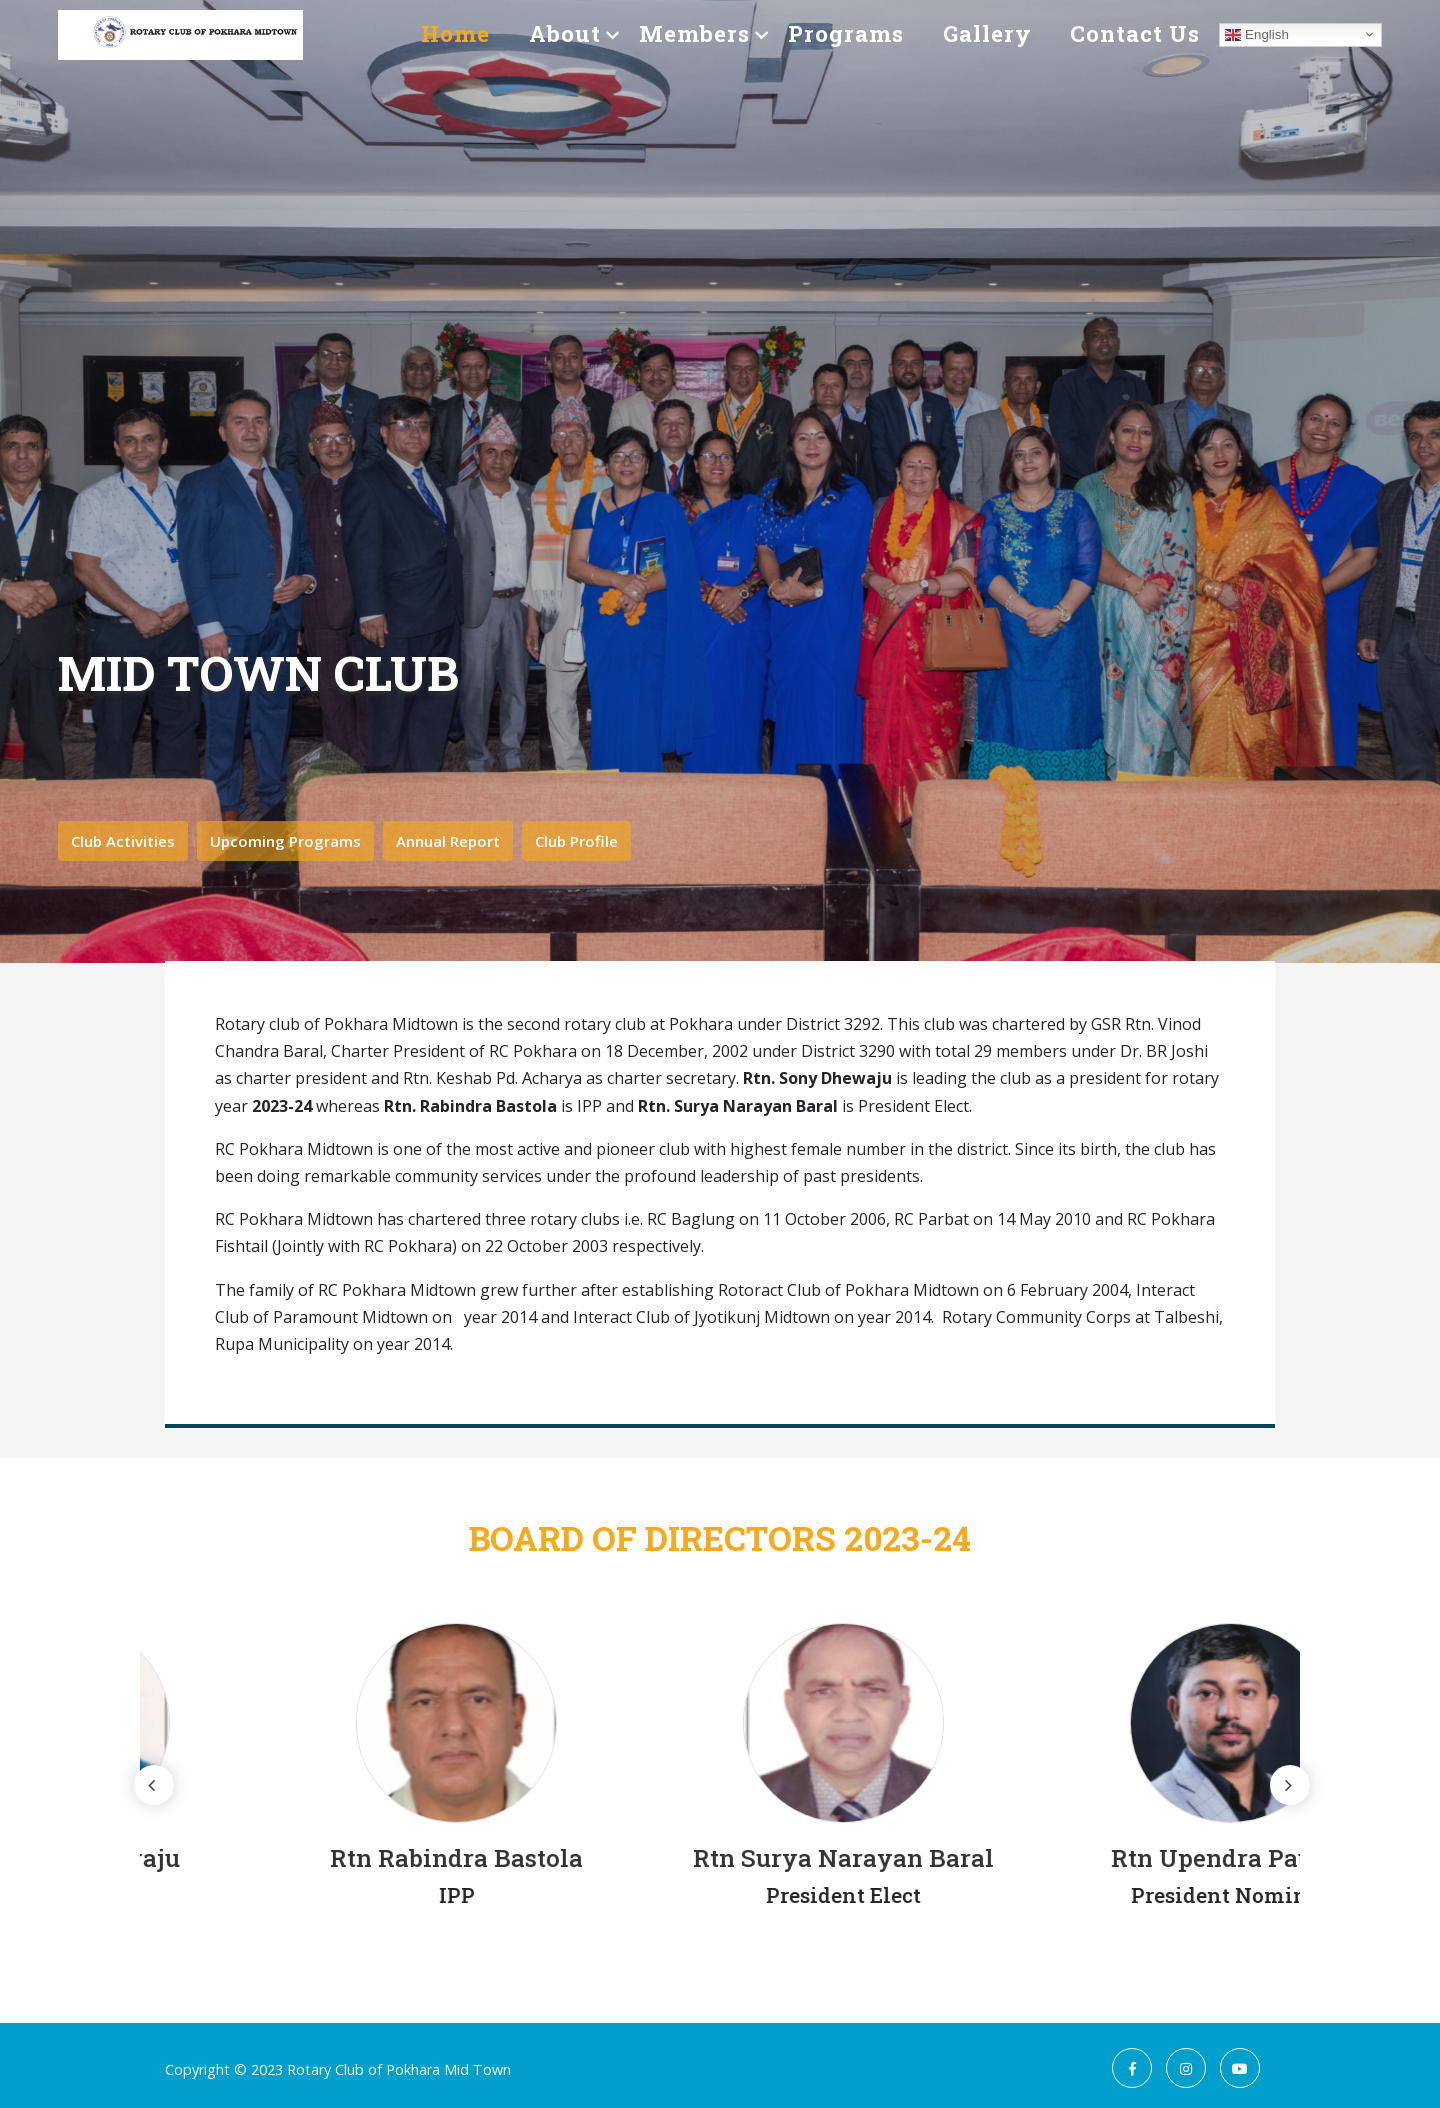 ROTARY CLUB OF POKHARA MIDTOWN
Home About Members Programs Gallery Contact Us English
MID TOWN CLUB
Club Activities Upcoming Programs Annual Report Club Profile
Rotary club of Pokhara Midtown is the second rotary club at Pokhara under District 3292. This club was chartered by GSR Rtn. Vinod
Chandra Baral, Charter President of RC Pokhara on 18 December, 2002 under District 3290 with total 29 members under Dr. BR Joshi
as charter president and Rtn. Keshab Pd. Acharya as charter secretary. Rtn. Sony Dhewaju is leading the club as a president for rotary
year 2023-24 whereas Rtn. Rabindra Bastola is IPP and Rtn. Surya Narayan Baral is President Elect.
RC Pokhara Midtown is one of the most active and pioneer club with highest female number in the district. Since its birth, the club has
been doing remarkable community services under the profound leadership of past presidents.
RC Pokhara Midtown has chartered three rotary clubs i.e. RC Baglung on 11 October 2006, RC Parbat on 14 May 2010 and RC Pokhara
Fishtail (Jointly with RC Pokhara) on 22 October 2003 respectively.
The family of RC Pokhara Midtown grew further after establishing Rotoract Club of Pokhara Midtown on 6 February 2004, Interact
Club of Paramount Midtown on year 2014 and Interact Club of Jyotikunj Midtown on year 2014. Rotary Community Corps at Talbeshi,
Rupa Municipality on year 2014.
BOARD OF DIRECTORS 2023-24
aju Rtn Rabindra Bastola Rtn Surya Narayan Baral Rtn Upendra Pa
IPP President Elect President Nomin
Copyright © 2023 Rotary Club of Pokhara Mid Town